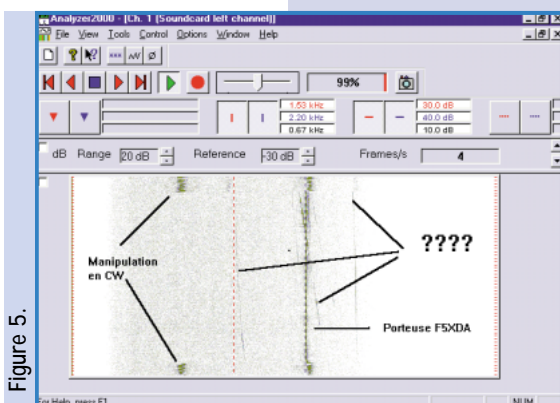 Analyzer2000 - [Ch. 1 (Soundcard left channel)]
File View Tools Control Options Window Help
99%
1.53 kHz
2.20 kHz
0.67 kHz
30.0 dB
40.0 dB
10.0 dB
dB Range 20 dB Reference -30 dB Frames/s 4
Manipulation
en CW
????
Porteuse F5XDA
For Help, press F1
NUM
Figure 5.